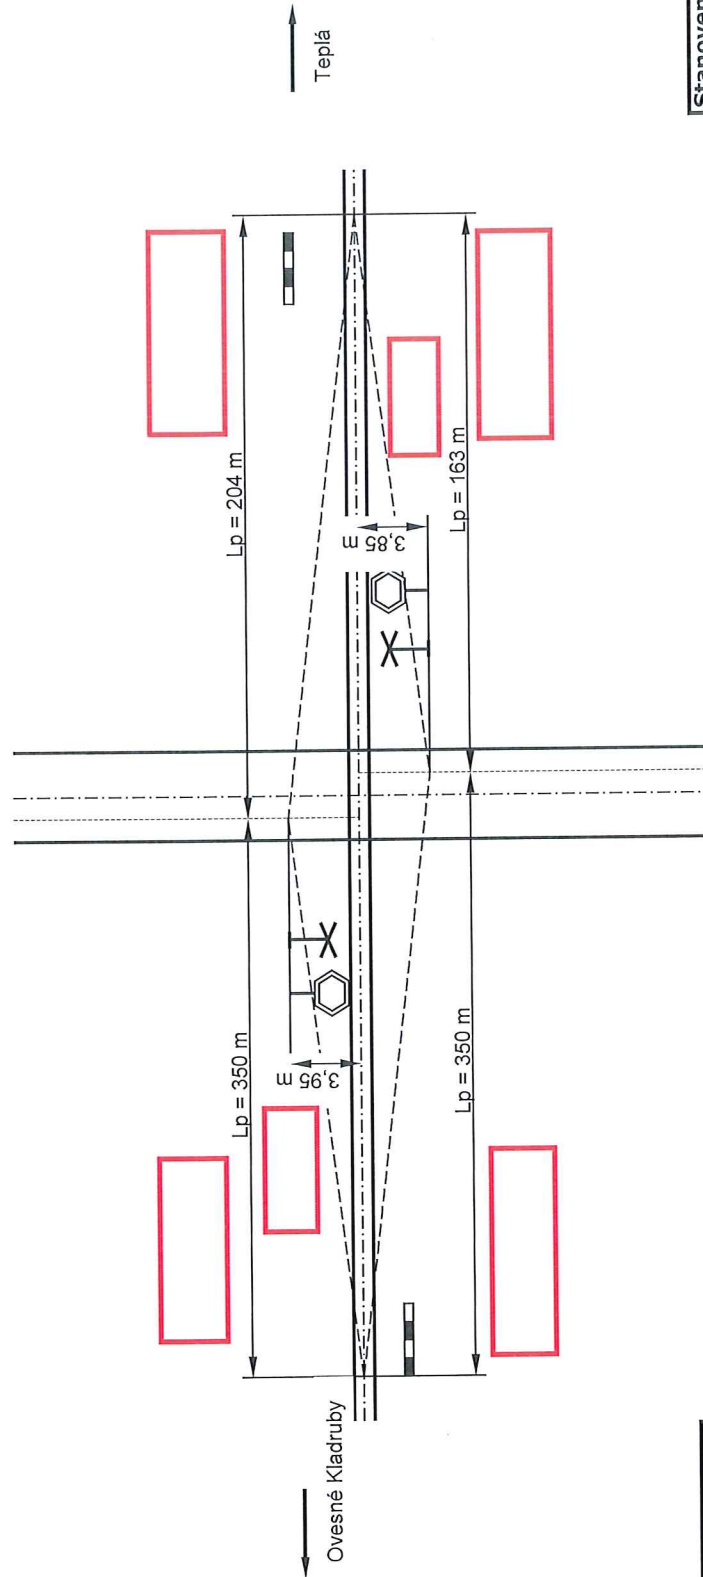 Teplá
Lp = 204 m
Lp = 163 m
3,85 m
3,95 m
Lp = 350 m
Lp = 350 m
Ovesné Kladruby